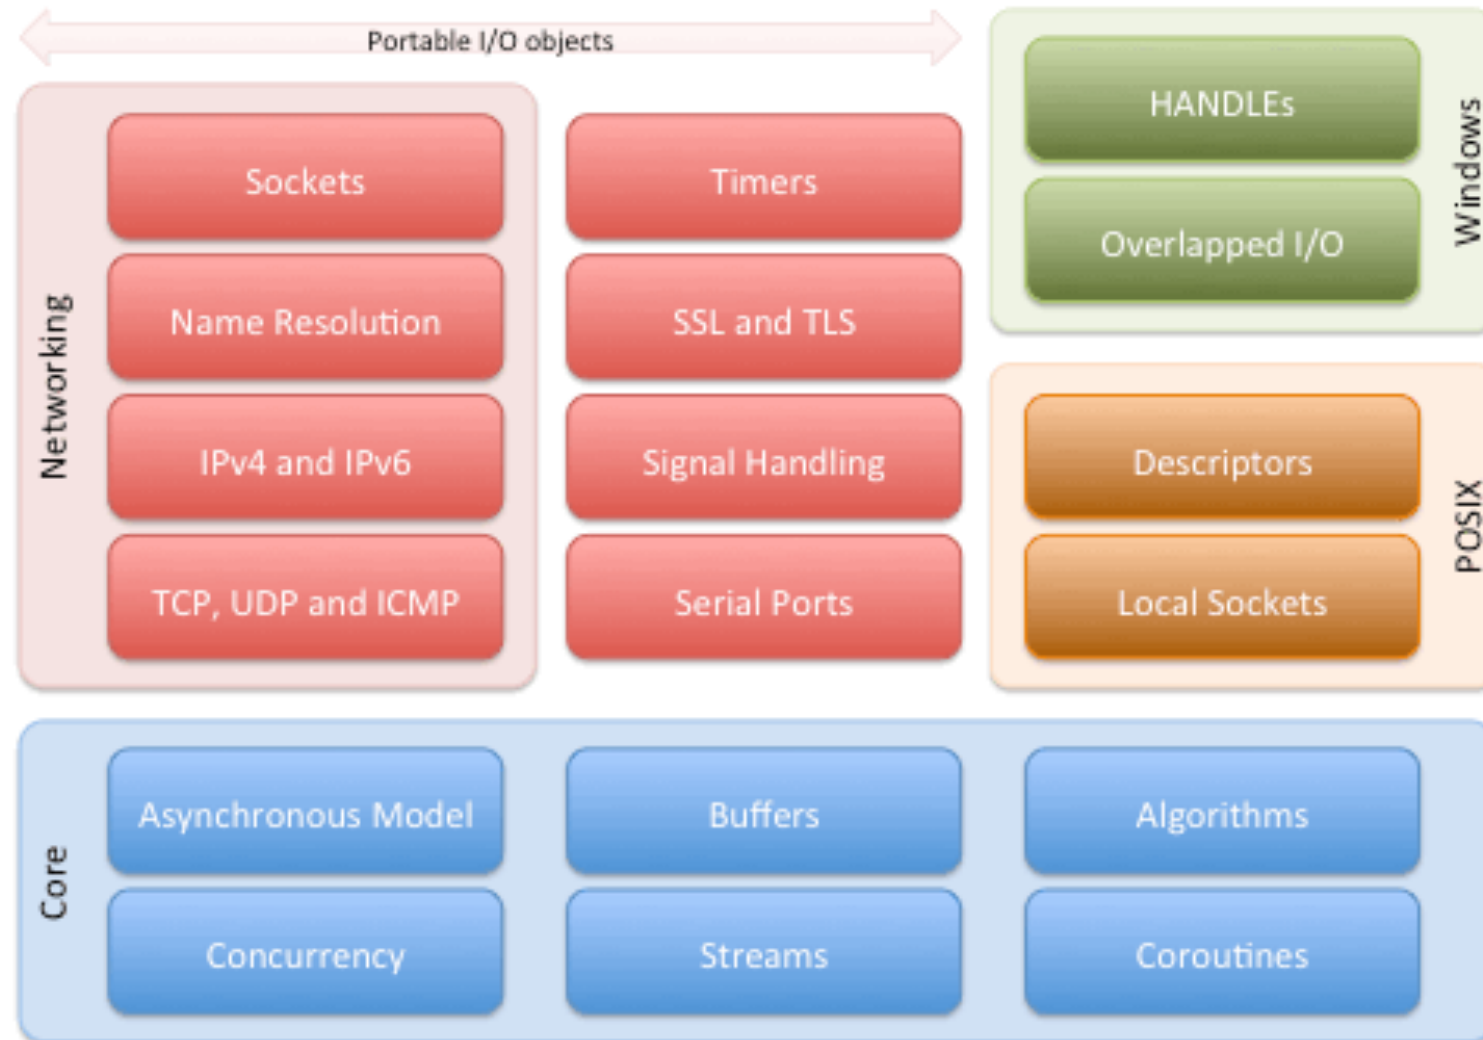 Portable I/O objects
Networking
Sockets
Name Resolution
IPv4 and IPv6
TCP, UDP and ICMP
Timers
SSL and TLS
Signal Handling
Serial Ports
Windows
HANDLEs
Overlapped I/O
POSIX
Descriptors
Local Sockets
Core
Asynchronous Model
Buffers
Algorithms
Concurrency
Streams
Coroutines